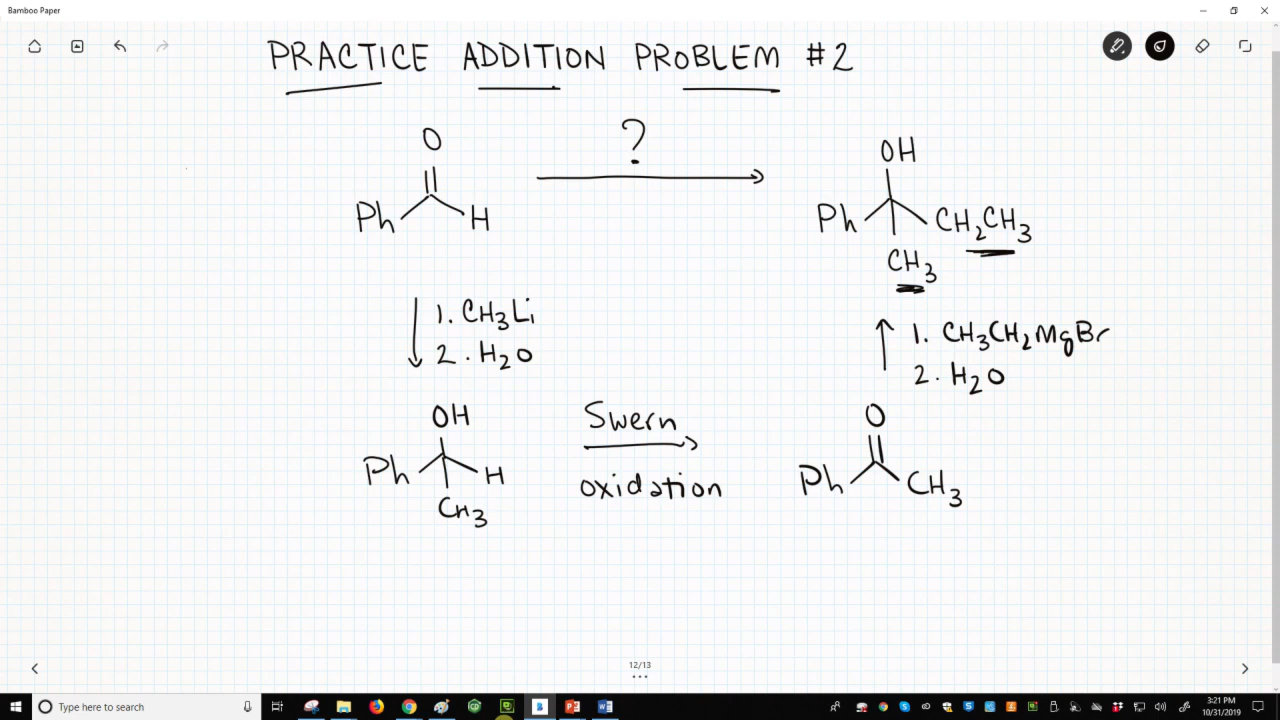 Bamboo Paper
PRACTICE ADDITION PROBLEM #2
O
Ph H
?
OH
Ph CH2CH3
CH3
1. CH3Li
2. H2O
1. CH3CH2MgBr
2. H2O
OH
Ph H
CH3
Swern
oxidation
O
Ph CH3
12/13
Type here to search
3:21 PM
10/31/2019